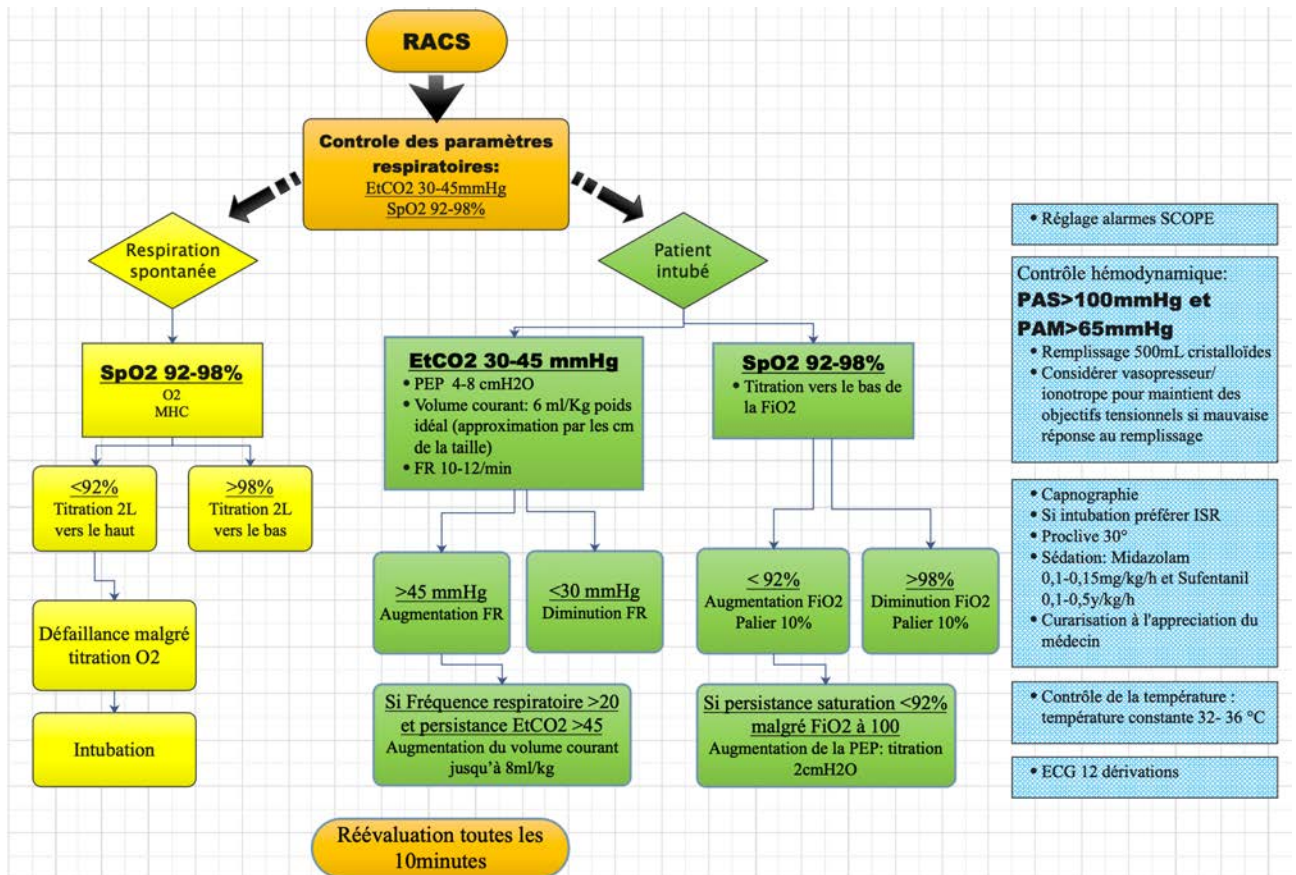 RACS
Controle des paramètres
respiratoires:
EtCO2 30-45mmHg
SpO2 92-98%
Respiration
spontanée
SpO2 92-98%
O2
MHC
<92%
Titration 2L
vers le haut
>98%
Titration 2L
vers le bas
Défaillance malgré
titration O2
Intubation
Patient
intubé
EtCO2 30-45 mmHg
• PEP 4-8 cmH2O
• Volume courant: 6 ml/Kg poids
idéal (approximation par les cm
de la taille)
• FR 10-12/min
>45 mmHg
Augmentation FR
<30 mmHg
Diminution FR
Si Fréquence respiratoire >20
et persistance EtCO2 >45
Augmentation du volume courant
jusqu'à 8ml/kg
SpO2 92-98%
• Titration vers le bas de
la FiO2
< 92%
Augmentation FiO2
Palier 10%
>98%
Diminution FiO2
Palier 10%
Si persistance saturation <92%
malgré FiO2 à 100
Augmentation de la PEP: titration
2cmH2O
Réévaluation toutes les
10minutes
• Réglage alarmes SCOPE
Contrôle hémodynamique:
PAS>100mmHg et
PAM>65mmHg
• Remplissage 500mL cristalloïdes
• Considérer vasopresseur/
ionotrope pour maintient des
objectifs tensionnels si mauvaise
réponse au remplissage
• Capnographie
• Si intubation préférer ISR
• Proclive 30°
• Sédation: Midazolam
0,1-0,15mg/kg/h et Sufentanil
0,1-0,5y/kg/h
• Curarisation à l'appreciation du
médecin
• Contrôle de la température :
température constante 32- 36 °C
• ECG 12 dérivations